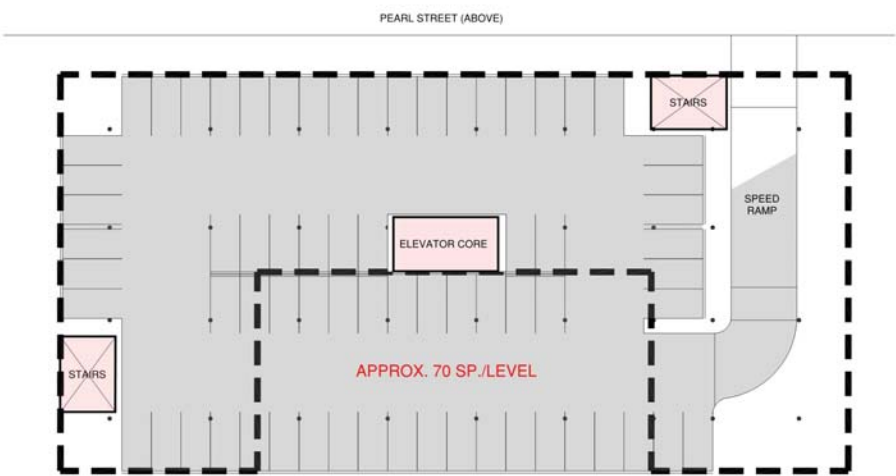 PEARL STREET (ABOVE)
STAIRS
SPEED
RAMP
ELEVATOR CORE
STAIRS
APPROX. 70 SP./LEVEL